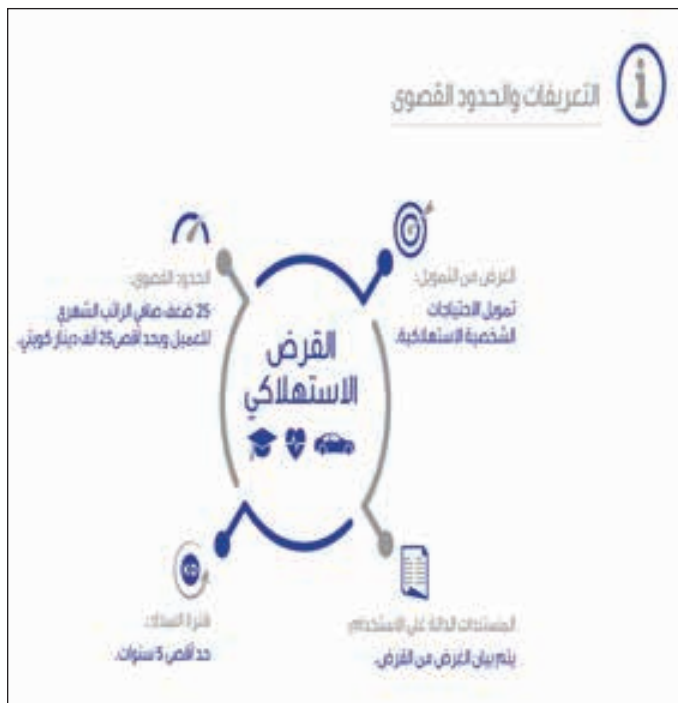 التعريفات والحدود القصوى
الغرض من التمويل:
تمويل الاحتياجات
الشخصية الاستهلاكية.
الحدود القصوى:
25 ضعف صافي الراتب الشهري
للعميل وبحد أقصى 25 ألف دينار كويتي.
القرض
الاستهلاكي
المستندات الدالة على الاستخدام:
يتم بيان الغرض من القرض.
فترة السداد:
حد أقصى 5 سنوات.